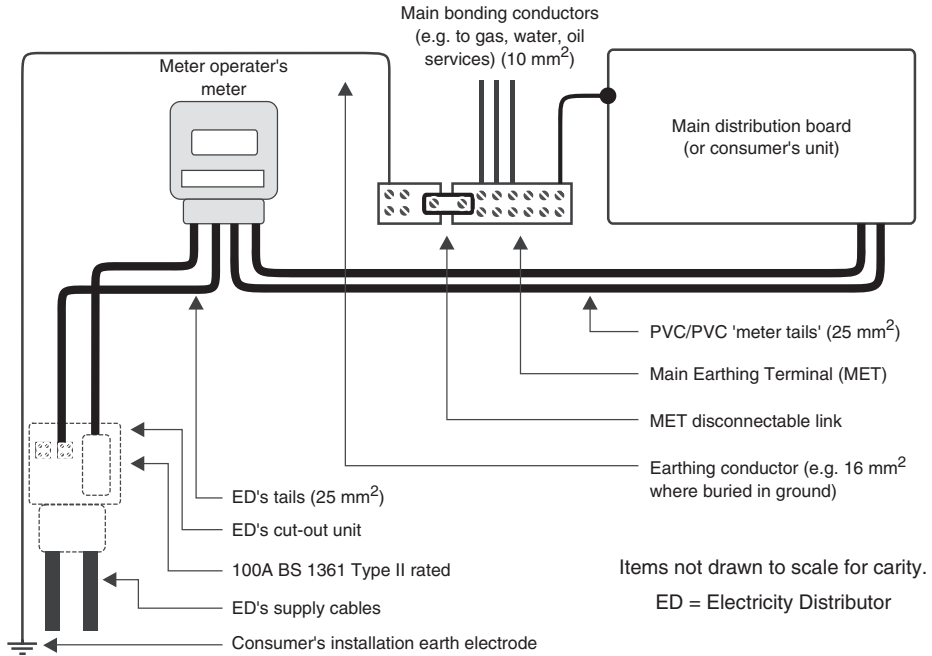 Main bonding conductors
(e.g. to gas, water, oil
services) (10 mm²)
Meter operater's
meter
Main distribution board
(or consumer's unit)
PVC/PVC 'meter tails' (25 mm²)
Main Earthing Terminal (MET)
MET disconnectable link
Earthing conductor (e.g. 16 mm²
where buried in ground)
ED's tails (25 mm²)
ED's cut-out unit
100A BS 1361 Type II rated
ED's supply cables
Consumer's installation earth electrode
Items not drawn to scale for carity.
ED = Electricity Distributor